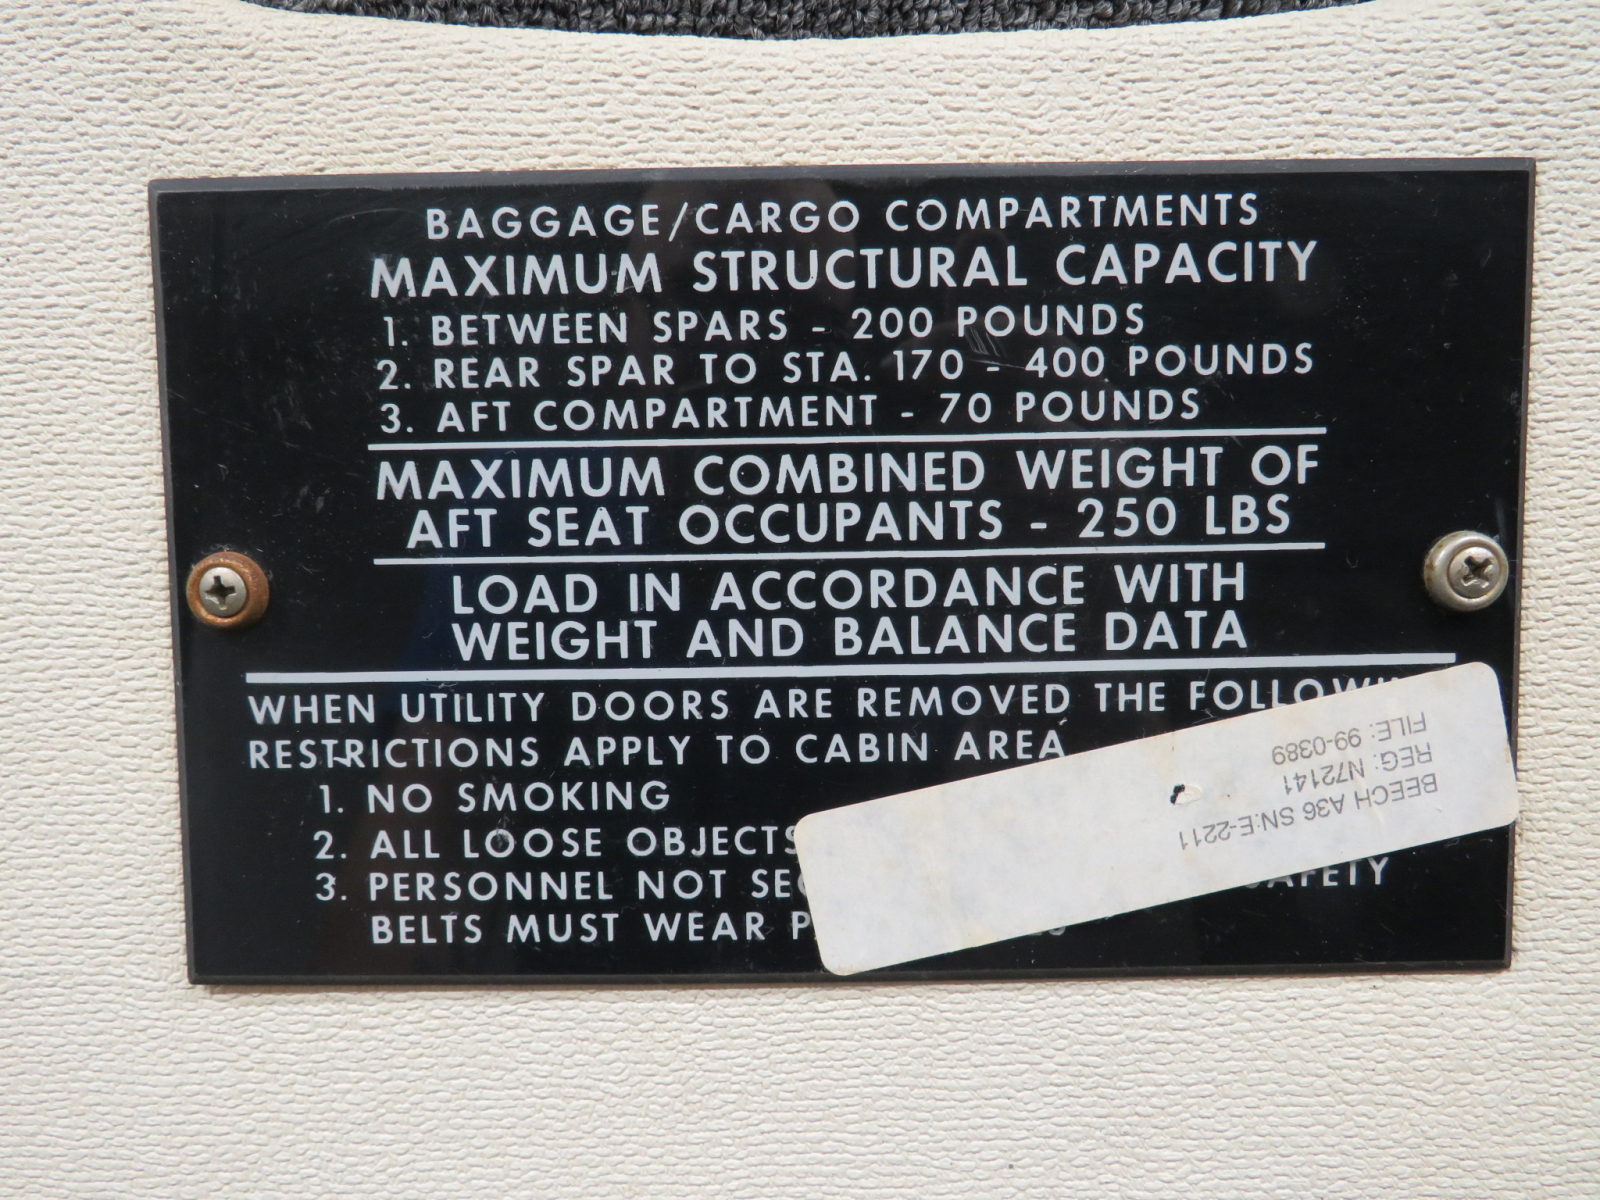 BAGGAGE/CARGO COMPARTMENTS
MAXIMUM STRUCTURAL CAPACITY
1. BETWEEN SPARS - 200 POUNDS
2. REAR SPAR TO STA. 170 - 400 POUNDS
3. AFT COMPARTMENT - 70 POUNDS
MAXIMUM COMBINED WEIGHT OF
AFT SEAT OCCUPANTS - 250 LBS
LOAD IN ACCORDANCE WITH
WEIGHT AND BALANCE DATA
WHEN UTILITY DOORS ARE REMOVED THE
RESTRICTIONS APPLY TO CABIN AREA
1. NO SMOKING
2. ALL LOOSE OBJECTS
3. PERSONNEL NOT SAFETY
BELTS MUST WEAR
BEECH A36 SN:E-2211
REG: N72141
FILE: 99-0389